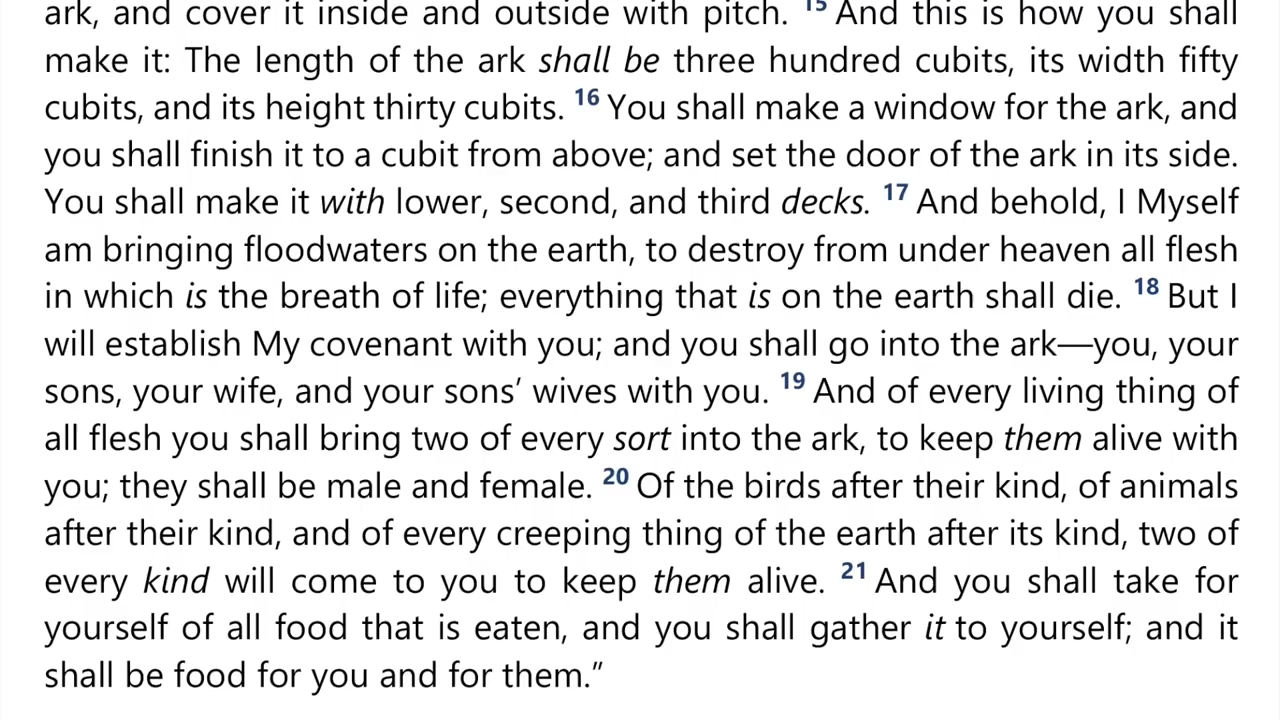 ark, and cover it inside and outside with pitch. 15 And this is how you shall
make it: The length of the ark shall be three hundred cubits, its width fifty
cubits, and its height thirty cubits. 16 You shall make a window for the ark, and
you shall finish it to a cubit from above; and set the door of the ark in its side.
You shall make it with lower, second, and third decks. 17 And behold, I Myself
am bringing floodwaters on the earth, to destroy from under heaven all flesh
in which is the breath of life; everything that is on the earth shall die. 18 But I
will establish My covenant with you; and you shall go into the ark—you, your
sons, your wife, and your sons’ wives with you. 19 And of every living thing of
all flesh you shall bring two of every sort into the ark, to keep them alive with
you; they shall be male and female. 20 Of the birds after their kind, of animals
after their kind, and of every creeping thing of the earth after its kind, two of
every kind will come to you to keep them alive. 21 And you shall take for
yourself of all food that is eaten, and you shall gather it to yourself; and it
shall be food for you and for them.”